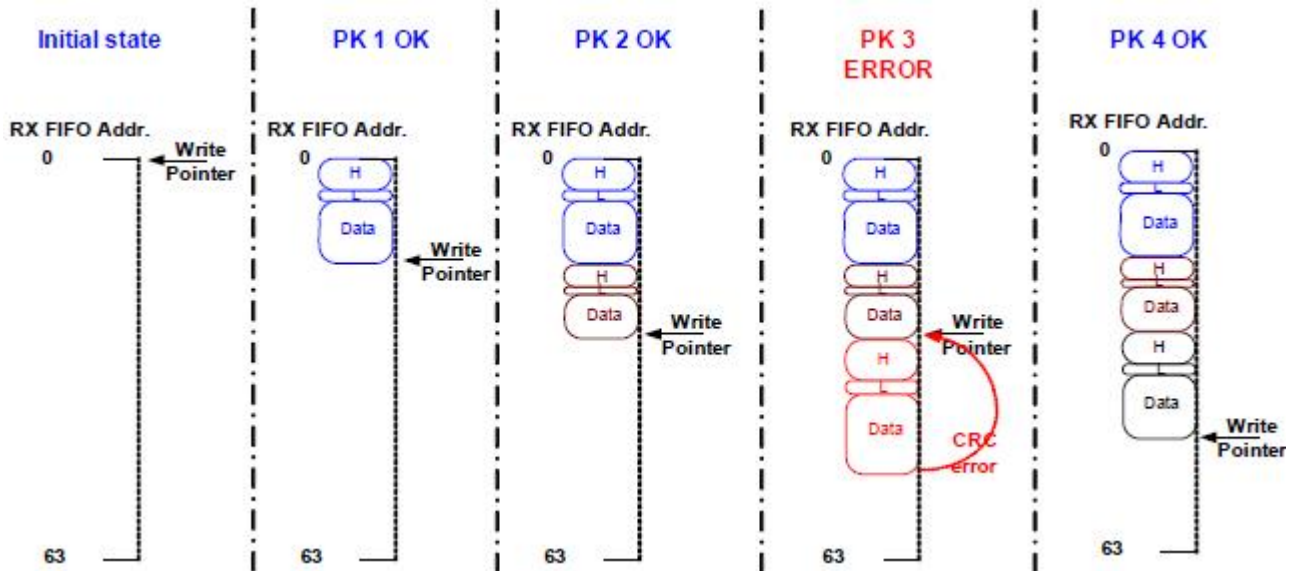 Initial state
RX FIFO Addr.
0
Write
Pointer
63
PK 1 OK
RX FIFO Addr.
0
H
L
Data
Write
Pointer
63
PK 2 OK
RX FIFO Addr.
0
H
L
Data
H
L
Data
Write
Pointer
63
PK 3
ERROR
RX FIFO Addr.
0
H
L
Data
H
L
Data
Write
Pointer
H
L
Data
CRC
error
63
PK 4 OK
RX FIFO Addr.
0
H
L
Data
H
L
Data
H
L
Data
Write
Pointer
63